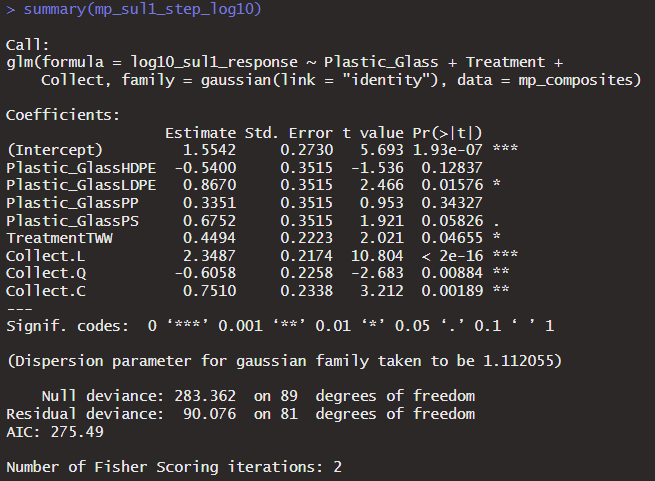 > summary(mp_sul1_step_log10)

Call:
glm(formula = log10_sul1_response ~ Plastic_Glass + Treatment +
    Collect, family = gaussian(link = "identity"), data = mp_composites)

Coefficients:
                  Estimate Std. Error t value Pr(>|t|)
(Intercept)         1.5542     0.2730   5.693 1.93e-07 ***
Plastic_GlassHDPE  -0.5400     0.3515  -1.536  0.12837
Plastic_GlassLDPE   0.8670     0.3515   2.466  0.01576 *
Plastic_GlassPP     0.3351     0.3515   0.953  0.34327
Plastic_GlassPS     0.6752     0.3515   1.921  0.05826 .
TreatmentTWW        0.4494     0.2223   2.021  0.04655 *
Collect.L           2.3487     0.2174  10.804  < 2e-16 ***
Collect.Q          -0.6058     0.2258  -2.683  0.00884 **
Collect.C           0.7510     0.2338   3.212  0.00189 **
---
Signif. codes:  0 ‘***’ 0.001 ‘**’ 0.01 ‘*’ 0.05 ‘.’ 0.1 ‘ ’ 1

(Dispersion parameter for gaussian family taken to be 1.112055)

    Null deviance: 283.362  on 89  degrees of freedom
Residual deviance:  90.076  on 81  degrees of freedom
AIC: 275.49

Number of Fisher Scoring iterations: 2